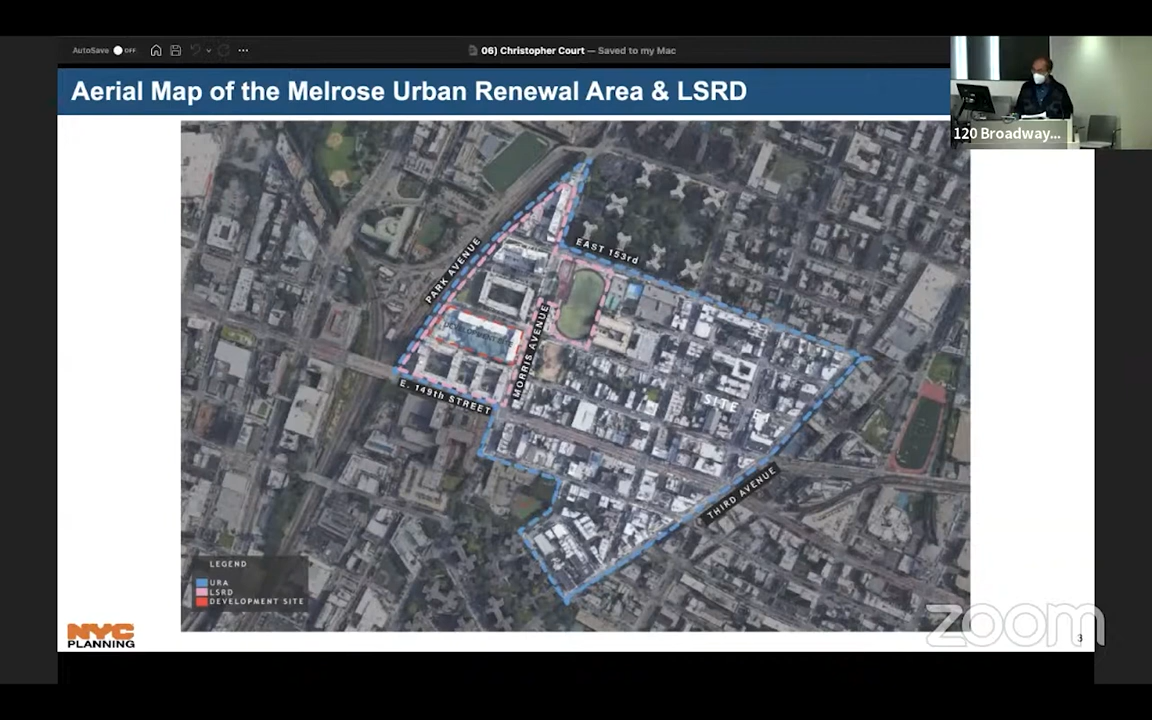 AutoSave OFF
06) Christopher Court — Saved to my Mac
Aerial Map of the Melrose Urban Renewal Area & LSRD
120 Broadway...
EAST 153rd
PARK AVENUE
MORRIS AVENUE
E. 149th STREET
THIRD AVENUE
LEGEND
URA
LSRD
DEVELOPMENT SITE
NYC
PLANNING
zoom
3